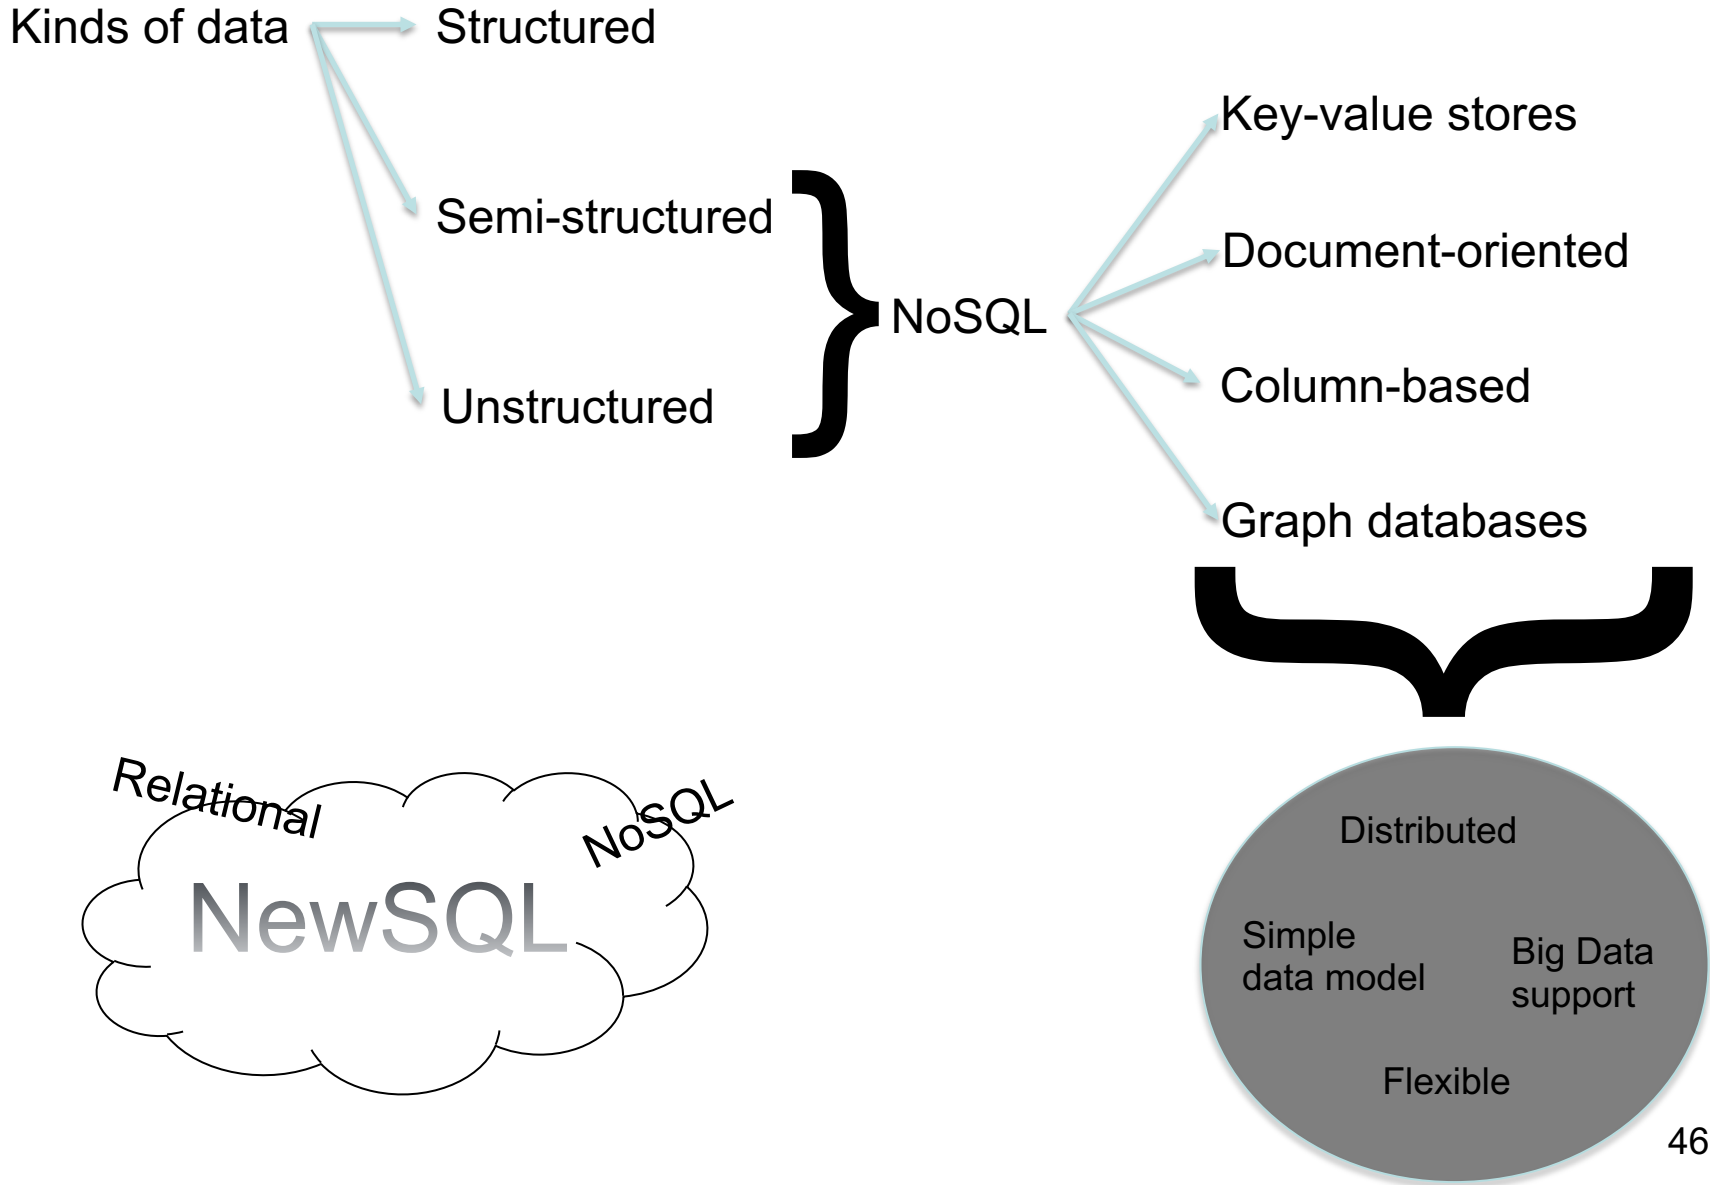 Kinds of data
Structured
Semi-structured
Unstructured
NoSQL
Key-value stores
Document-oriented
Column-based
Graph databases
Relational
NoSQL
NewSQL
Distributed
Simple
data model
Big Data
support
Flexible
46